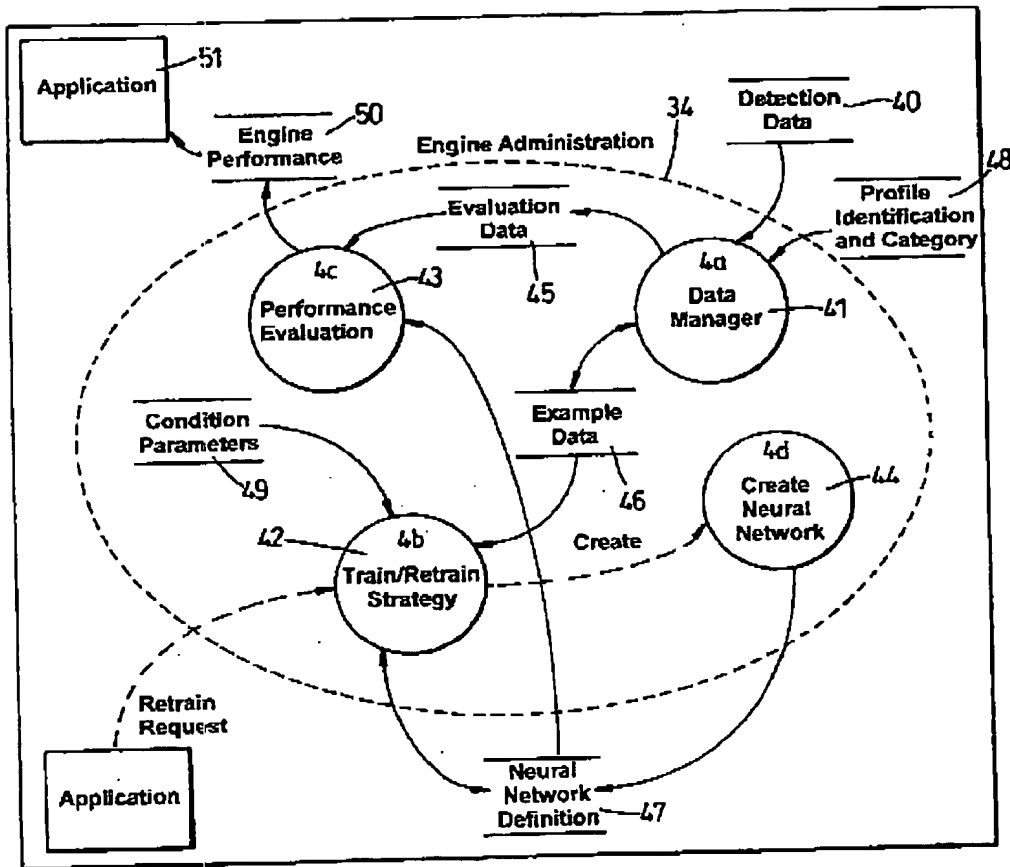 Application
51
50
Engine
Performance
Engine Administration
34
Detection
Data
40
48
Profile
Identification
and Category
Evaluation
Data
45
4c
43
Performance
Evaluation
4a
Data
Manager
41
Condition
Parameters
49
Example
Data
46
4d
Create
Neural
Network
44
42
4b
Train/Retrain
Strategy
Create
Retrain
Request
Application
Neural
Network
Definition
47